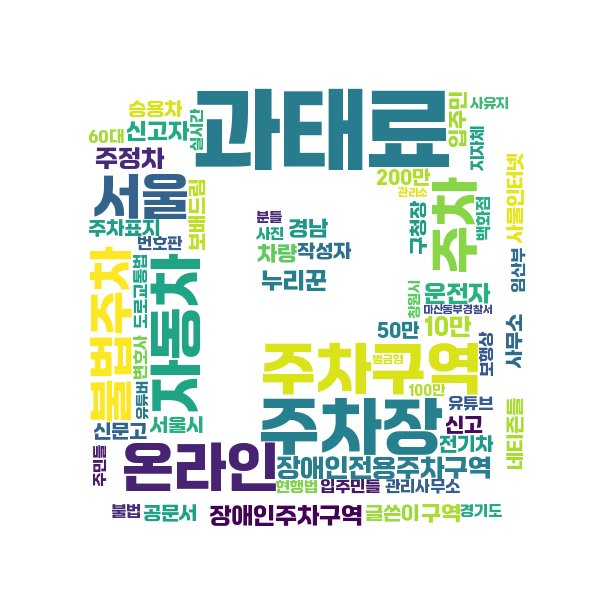 승용차
과태료
입주민
사유지
60대
신고자
실시간
지자체
주정차
200만
관리소
사물인터넷
서울
보배드림
주차
백화점
구청장
주차표지
번호판
분들
사진
경남
차량
작성자
임산부
불법주차
도로교통법
자동차
누리꾼
창원시
운전자
마산동부경찰서
변호사
50만
10만
보행상
사무소
유튜버
주차구역
벌금형
100만
신문고
서울시
주차장
유튜브
신고
네티즌들
전기차
주민들
온라인
장애인전용주차구역
현행법
입주민들
관리사무소
불법
공문서
장애인주차구역
글쓴이
구역
경기도